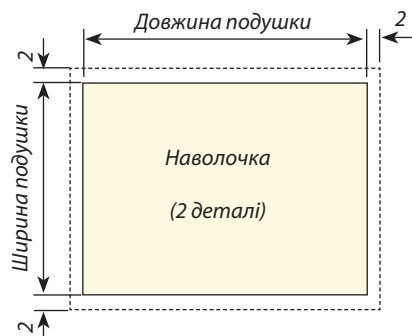 Довжина подушки
2
2
Ширина подушки
Наволочка
(2 деталі)
2